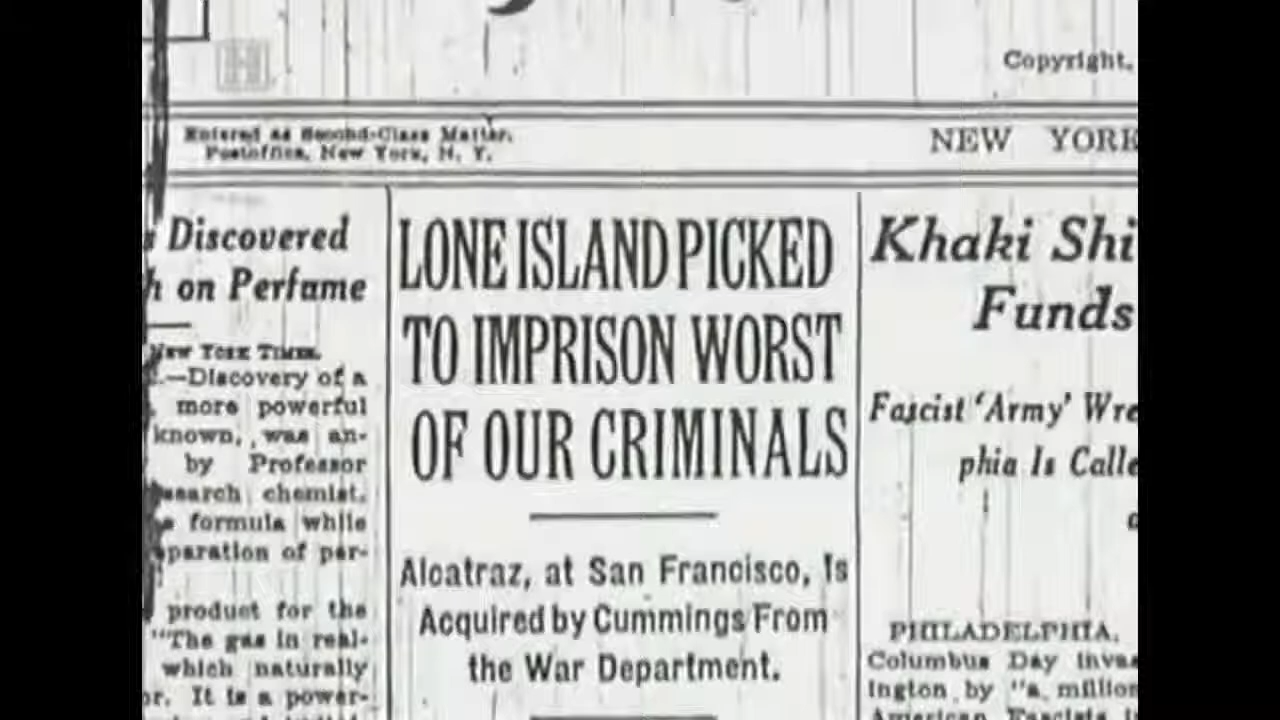 H
Copyright,
Entered as Second-Class Matter,
Postoffice, New York, N. Y.
NEW YORK
Discovered
on Perfume
New York Times.
—Discovery of a
more powerful
known, was an-
by Professor
chemist,
formula while
of per-
product for the
"The gas in real-
which naturally
or. It is a power-
LONE ISLAND PICKED
TO IMPRISON WORST
OF OUR CRIMINALS
Alcatraz, at San Francisco, Is
Acquired by Cummings From
the War Department.
Khaki Shi
Funds
Fascist 'Army' Wre
phia Is Calle
PHILADELPHIA,
Columbus Day inva
ington by "a million
American Fascists